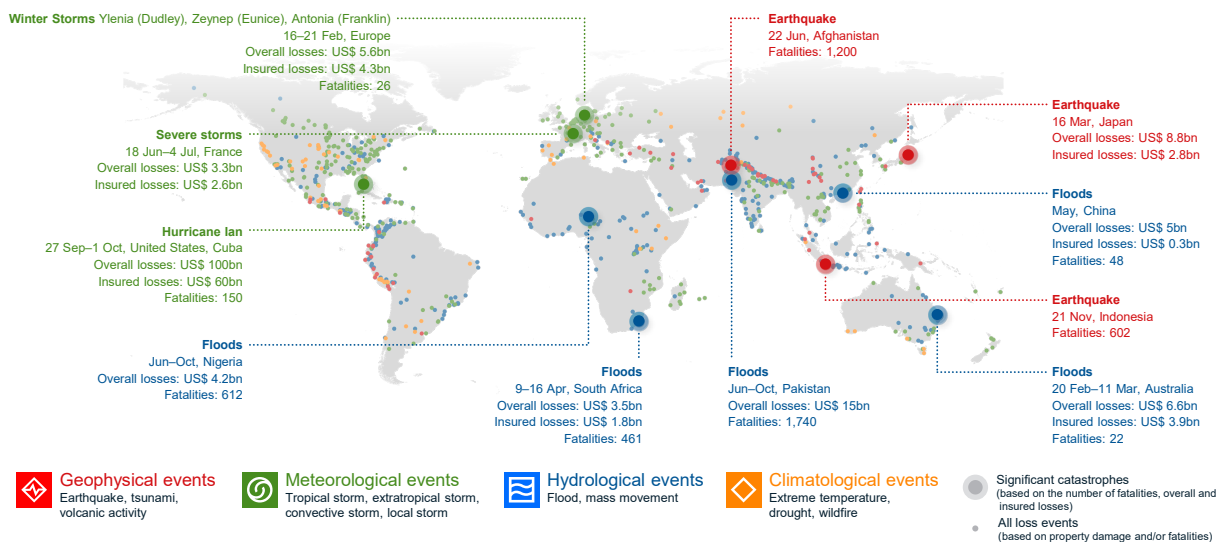 Winter Storms Ylenia (Dudley), Zeynep (Eunice), Antonia (Franklin)
16–21 Feb, Europe
Overall losses: US$ 5.6bn
Insured losses: US$ 4.3bn
Fatalities: 26
Earthquake
22 Jun, Afghanistan
Fatalities: 1,200
Earthquake
16 Mar, Japan
Overall losses: US$ 8.8bn
Insured losses: US$ 2.8bn
Severe storms
18 Jun–4 Jul, France
Overall losses: US$ 3.3bn
Insured losses: US$ 2.6bn
Floods
May, China
Overall losses: US$ 5bn
Insured losses: US$ 0.3bn
Fatalities: 48
Hurricane Ian
27 Sep–1 Oct, United States, Cuba
Overall losses: US$ 100bn
Insured losses: US$ 60bn
Fatalities: 150
Earthquake
21 Nov, Indonesia
Fatalities: 602
Floods
Jun–Oct, Nigeria
Overall losses: US$ 4.2bn
Fatalities: 612
Floods
9–16 Apr, South Africa
Overall losses: US$ 3.5bn
Insured losses: US$ 1.8bn
Fatalities: 461
Floods
Jun–Oct, Pakistan
Overall losses: US$ 15bn
Fatalities: 1,740
Floods
20 Feb–11 Mar, Australia
Overall losses: US$ 6.6bn
Insured losses: US$ 3.9bn
Fatalities: 22
Geophysical events
Earthquake, tsunami,
volcanic activity
Meteorological events
Tropical storm, extratropical storm,
convective storm, local storm
Hydrological events
Flood, mass movement
Climatological events
Extreme temperature,
drought, wildfire
Significant catastrophes
(based on the number of fatalities, overall and
insured losses)
All loss events
(based on property damage and/or fatalities)